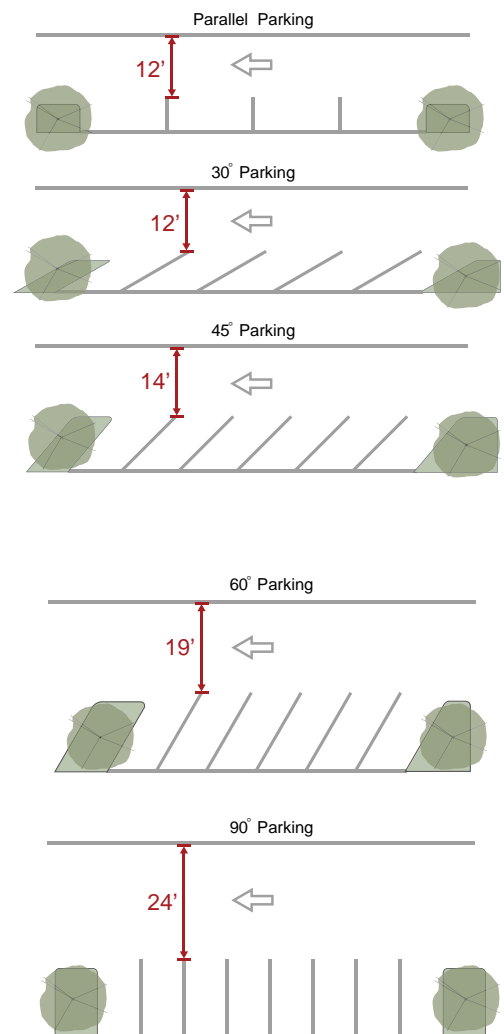 Parallel Parking
12’
30° Parking
12’
45° Parking
14’
60° Parking
19’
90° Parking
24’